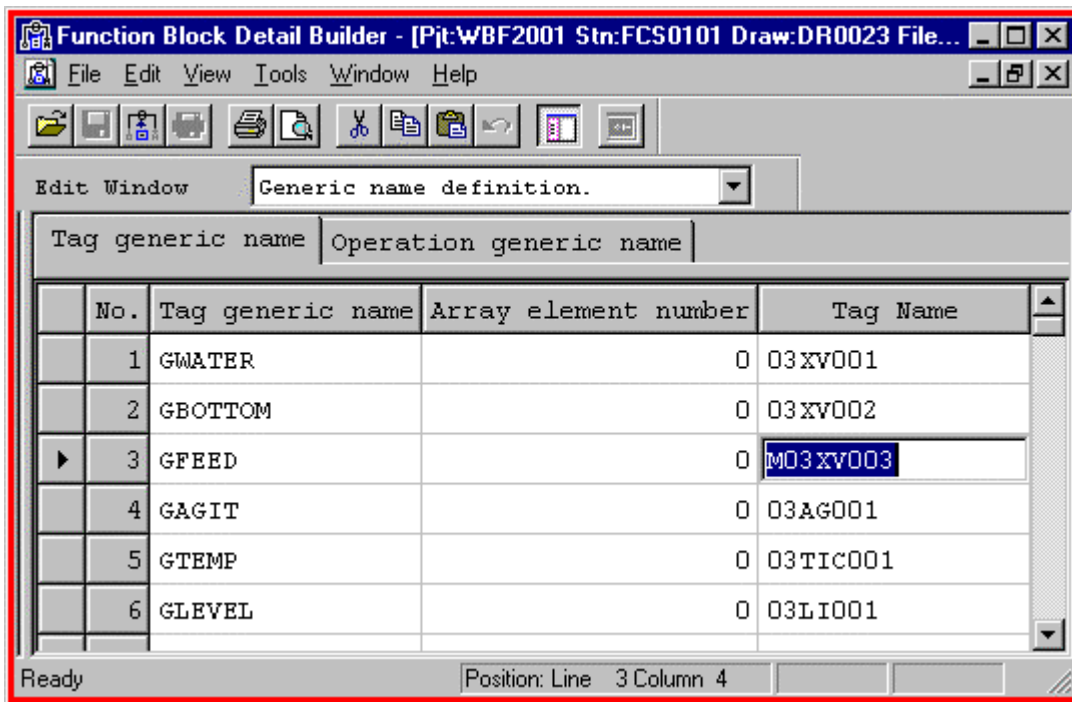 Function Block Detail Builder - [Pjt:WBF2001 Stn:FCS0101 Draw:DR0023 File...
File Edit View Tools Window Help
Edit Window Generic name definition.
Tag generic name Operation generic name
No. Tag generic name Array element number Tag Name
1 GWATER 0 03XV001
2 GBOTTOM 0 03XV002
3 GFEED 0 M03XV003
4 GAGIT 0 03AG001
5 GTEMP 0 03TIC001
6 GLEVEL 0 03LI001
Ready Position: Line 3 Column 4